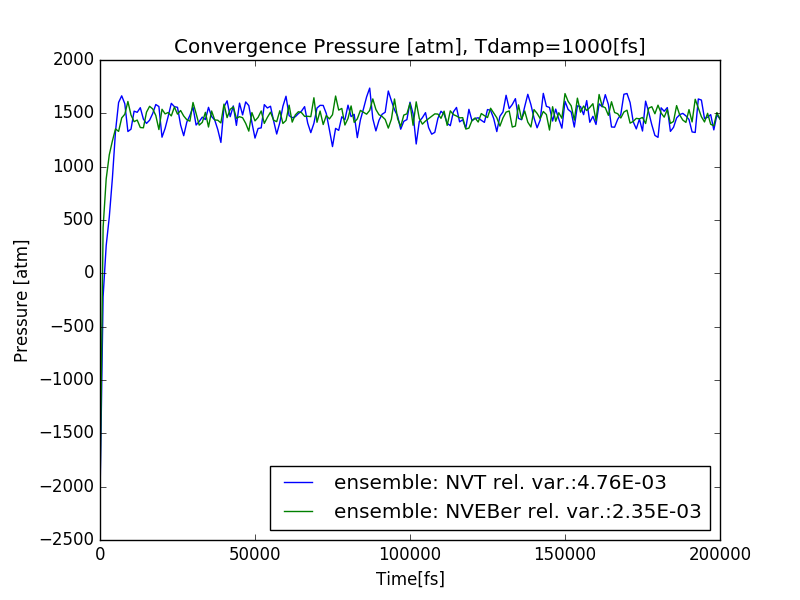 Convergence Pressure [atm], Tdamp=1000[fs]
2000
1500
1000
500
0
−500
−1000
−1500
−2000
−2500
Pressure [atm]
ensemble: NVT rel. var.:4.76E-03
ensemble: NVEBer rel. var.:2.35E-03
0 50000 100000 150000 200000
Time[fs]